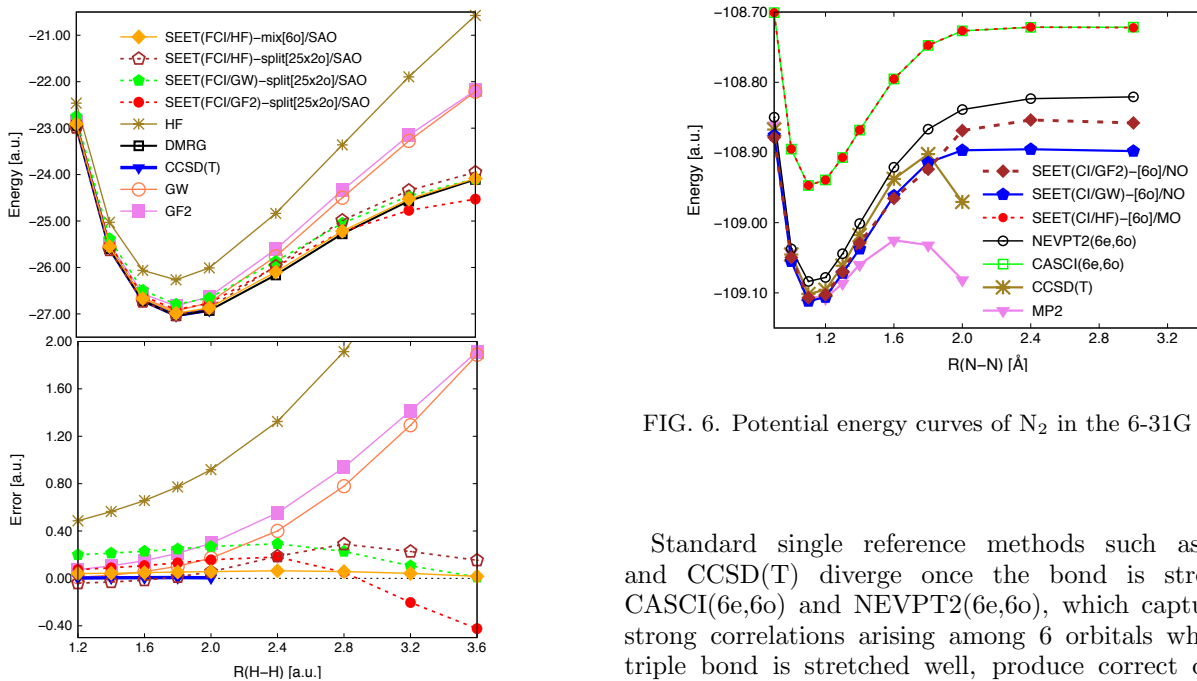 −21.00
−22.00
−23.00
−24.00
−25.00
−26.00
−27.00
Energy [a.u.]
SEET(FCI/HF)−mix[6o]/SAO
SEET(FCI/HF)−split[25x2o]/SAO
SEET(FCI/GW)−split[25x2o]/SAO
SEET(FCI/GF2)−split[25x2o]/SAO
HF
DMRG
CCSD(T)
GW
GF2
2.00
1.60
1.20
0.80
0.40
0.00
−0.40
Error [a.u.]
1.2 1.6 2.0 2.4 2.8 3.2 3.6
R(H−H) [a.u.]
−108.70
−108.80
−108.90
−109.00
−109.10
Energy [a.u.]
SEET(CI/GF2)−[6o]/NO
SEET(CI/GW)−[6o]/NO
SEET(CI/HF)−[6o]/MO
NEVPT2(6e,6o)
CASCI(6e,6o)
CCSD(T)
MP2
1.2 1.6 2.0 2.4 2.8 3.2
R(N−N) [Å]
FIG. 6. Potential energy curves of N₂ in the 6-31G
Standard single reference methods such as
and CCSD(T) diverge once the bond is stre
CASCI(6e,6o) and NEVPT2(6e,6o), which captu
strong correlations arising among 6 orbitals wh
triple bond is stretched well, produce correct d